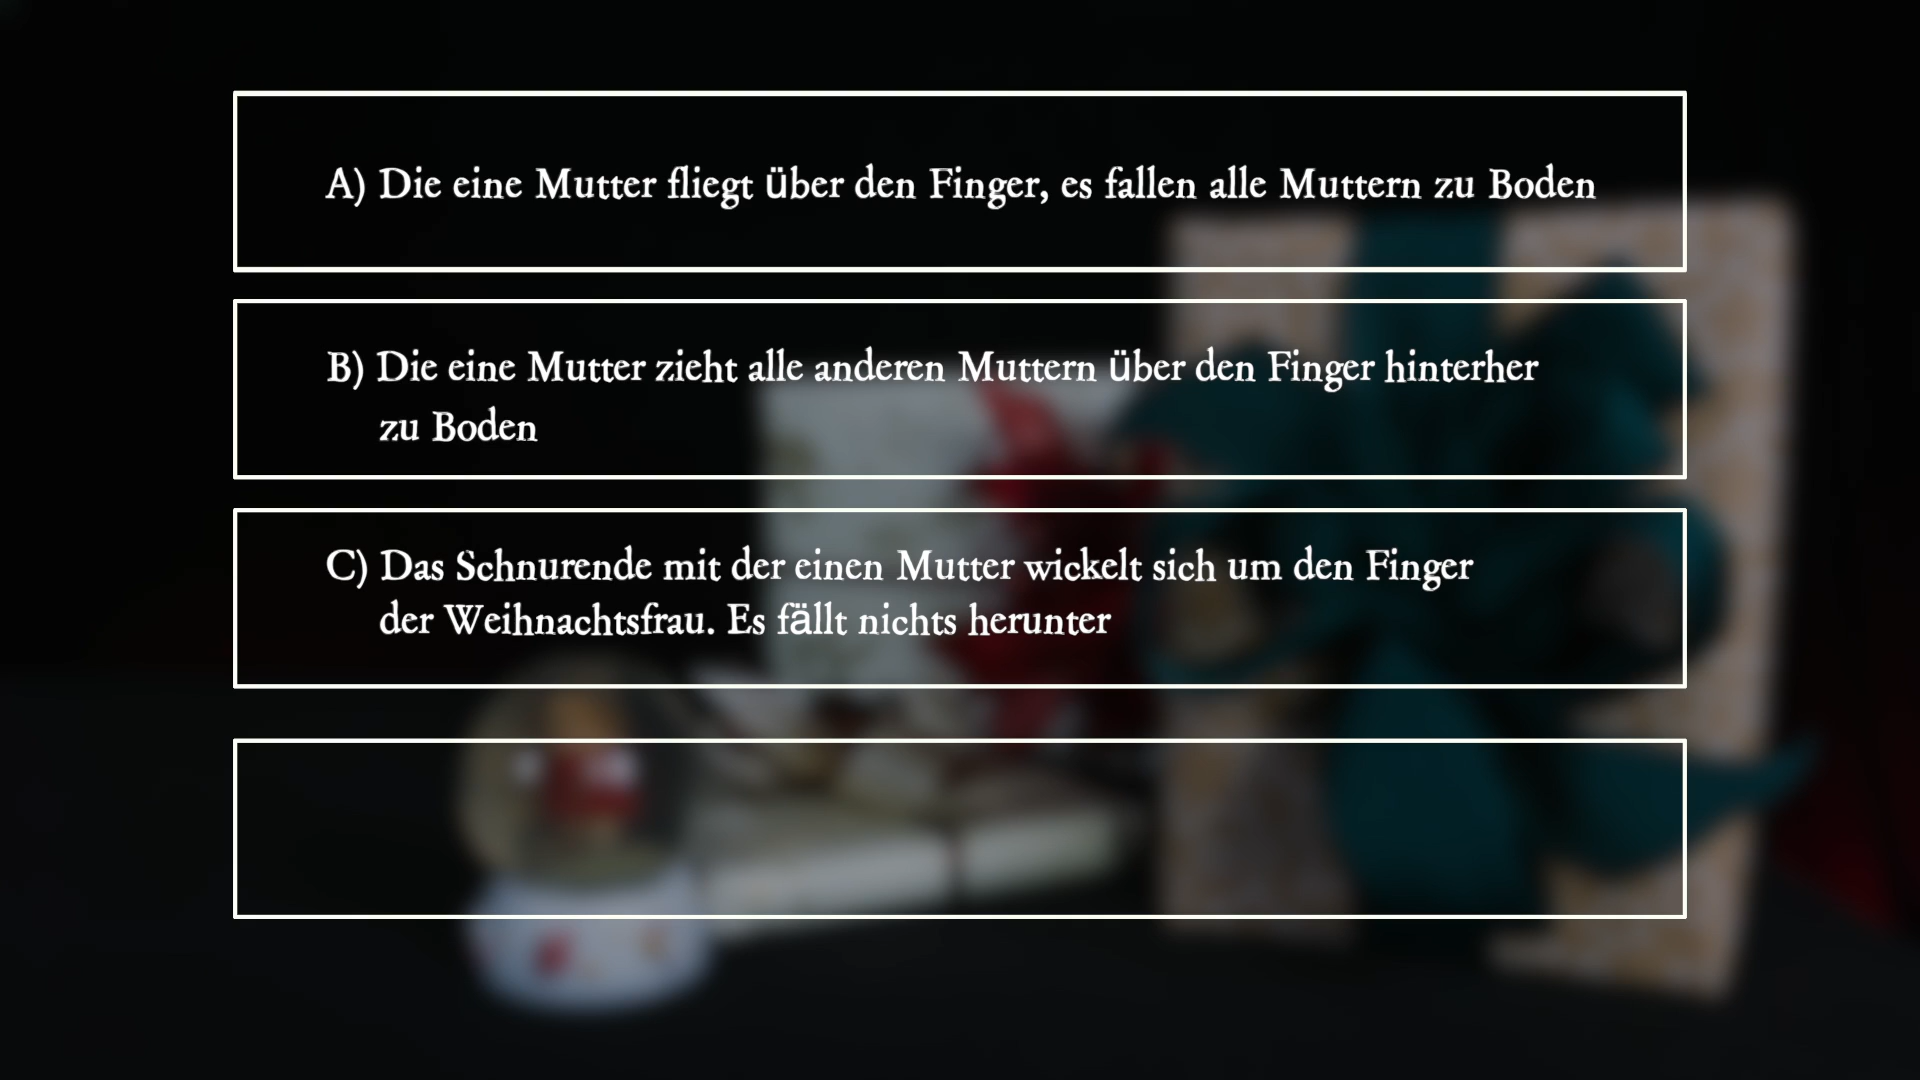 A) Die eine Mutter fliegt über den Finger, es fallen alle Muttern zu Boden
B) Die eine Mutter zieht alle anderen Muttern über den Finger hinterher
zu Boden
C) Das Schnurende mit der einen Mutter wickelt sich um den Finger
der Weihnachtsfrau. Es fällt nichts herunter